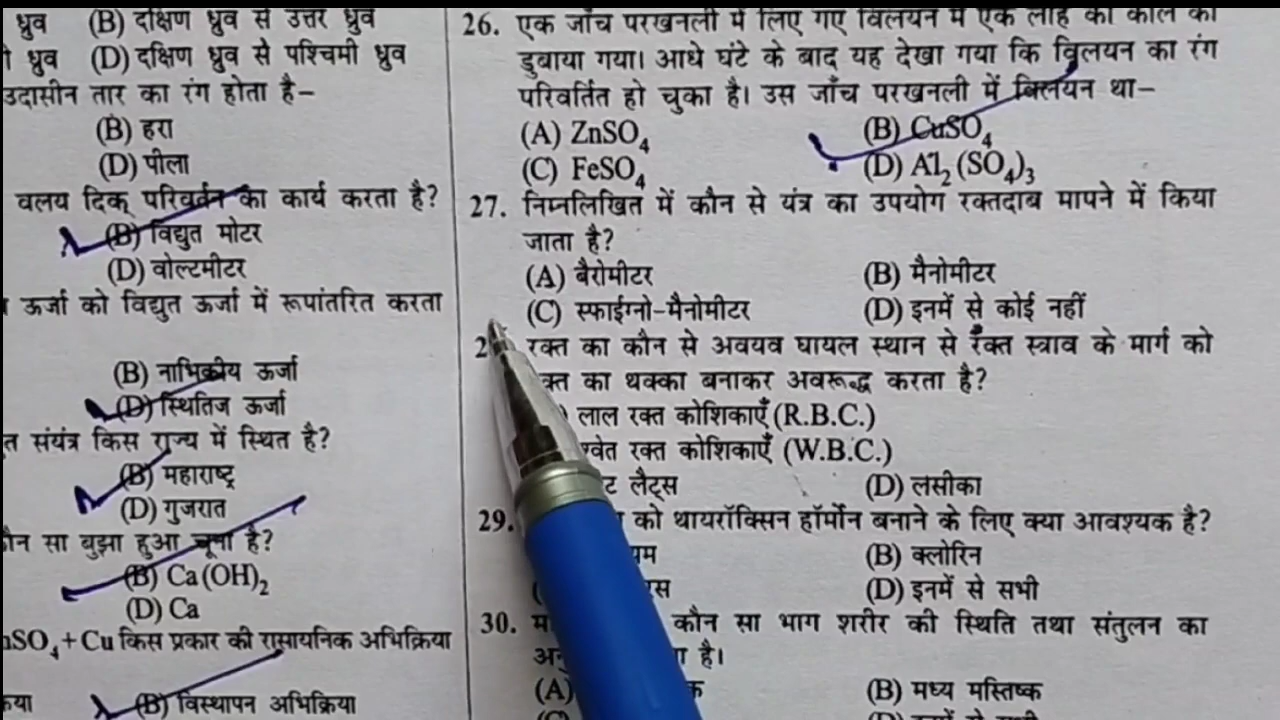 ध्रुव (B) दक्षिण ध्रुव से उत्तर ध्रुव
ध्रुव (D) दक्षिण ध्रुव से पश्चिमी ध्रुव
उदासीन तार का रंग होता है–
(B) हरा
(D) पीला
वलय दिक् परिवर्तन का कार्य करता है?
(B) विद्युत मोटर
(D) वोल्टमीटर
ऊर्जा को विद्युत ऊर्जा में रूपांतरित करता
(B) नाभिकीय ऊर्जा
(D) स्थितिज ऊर्जा
संयंत्र किस राज्य में स्थित है?
(B) महाराष्ट्र
(D) गुजरात
सा बुझा हुआ चूना है?
(B) Ca(OH)2
(D) Ca
SO4 + Cu किस प्रकार की रासायनिक अभिक्रिया
(B) विस्थापन अभिक्रिया
26. एक जाँच परखनली में लिए गए विलयन में एक लोहे की कील को
डुबाया गया। आधे घंटे के बाद यह देखा गया कि विलयन का रंग
परिवर्तित हो चुका है। उस जाँच परखनली में विलयन था–
(A) ZnSO4 (B) CuSO4
(C) FeSO4 (D) Al2(SO4)3
27. निम्नलिखित में कौन से यंत्र का उपयोग रक्तदाब मापने में किया
जाता है?
(A) बैरोमीटर (B) मैनोमीटर
(C) स्फाईग्नो-मैनोमीटर (D) इनमें से कोई नहीं
रक्त का कौन से अवयव घायल स्थान से रक्त स्त्राव के मार्ग को
का थक्का बनाकर अवरूद्ध करता है?
लाल रक्त कोशिकाएँ (R.B.C.)
रक्त कोशिकाएँ (W.B.C.)
लैट्स (D) लसीका
29. को थायरॉक्सिन हॉर्मोन बनाने के लिए क्या आवश्यक है?
(B) क्लोरिन
(D) इनमें से सभी
30. कौन सा भाग शरीर की स्थिति तथा संतुलन का
है।
(A) (B) मध्य मस्तिष्क